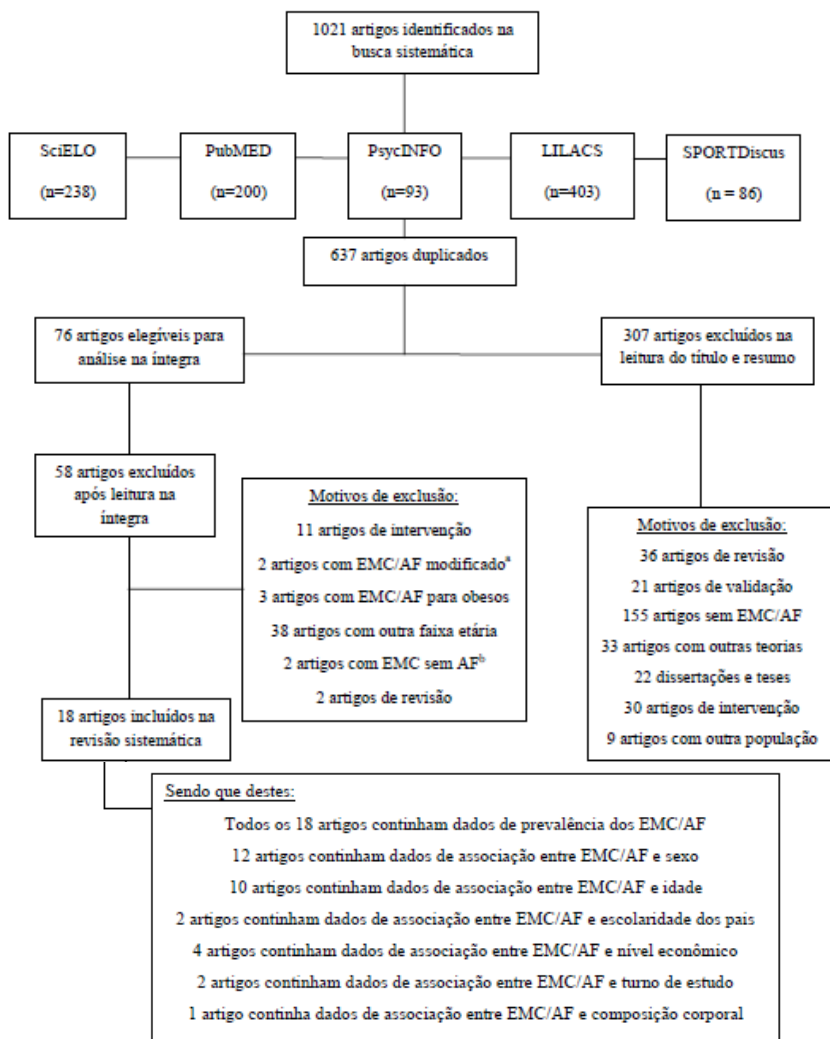 1021 artigos identificados na
busca sistemática
SciELO
(n=238)
PubMED
(n=200)
PsycINFO
(n=93)
LILACS
(n=403)
SPORTDiscus
(n = 86)
637 artigos duplicados
76 artigos elegíveis para
análise na íntegra
307 artigos excluídos na
leitura do título e resumo
58 artigos excluídos
após leitura na
íntegra
Motivos de exclusão:
11 artigos de intervenção
2 artigos com EMC/AF modificadoª
3 artigos com EMC/AF para obesos
38 artigos com outra faixa etária
2 artigos com EMC sem AFᵇ
2 artigos de revisão
Motivos de exclusão:
36 artigos de revisão
21 artigos de validação
155 artigos sem EMC/AF
33 artigos com outras teorias
22 dissertações e teses
30 artigos de intervenção
9 artigos com outra população
18 artigos incluídos na
revisão sistemática
Sendo que destes:
Todos os 18 artigos continham dados de prevalência dos EMC/AF
12 artigos continham dados de associação entre EMC/AF e sexo
10 artigos continham dados de associação entre EMC/AF e idade
2 artigos continham dados de associação entre EMC/AF e escolaridade dos pais
4 artigos continham dados de associação entre EMC/AF e nível econômico
2 artigos continham dados de associação entre EMC/AF e turno de estudo
1 artigo continha dados de associação entre EMC/AF e composição corporal